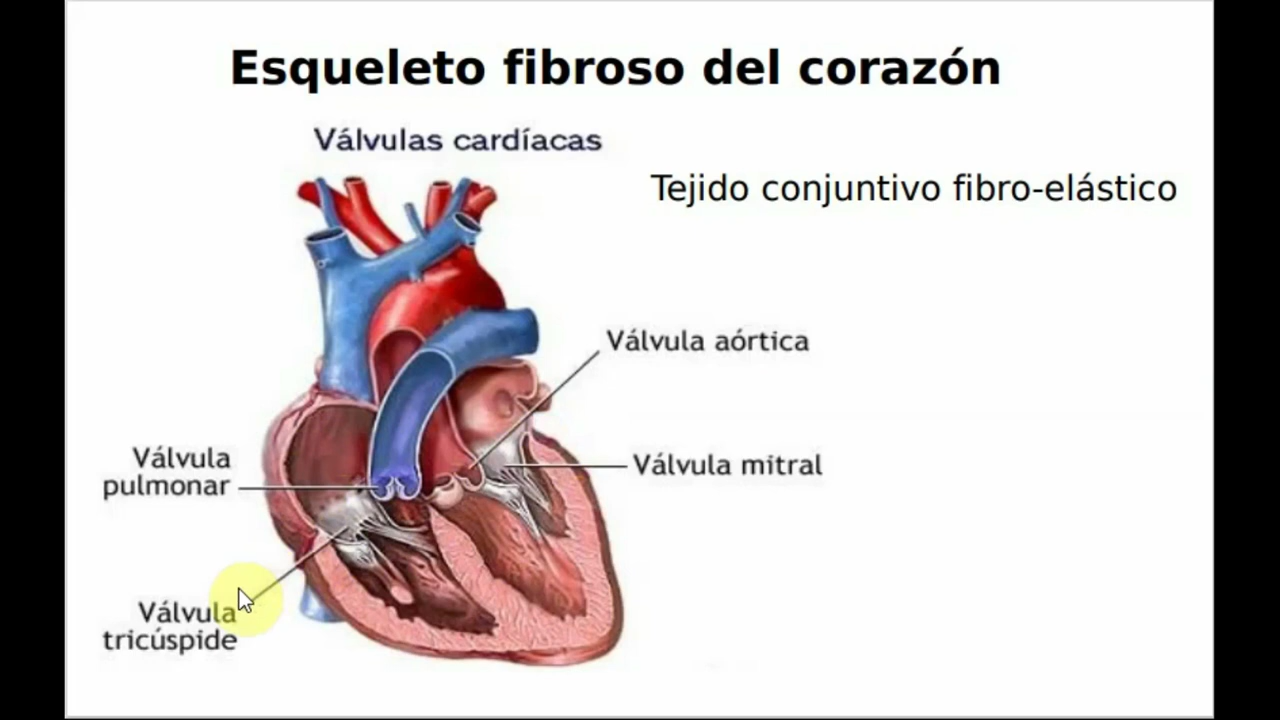 Esqueleto fibroso del corazón
Válvulas cardíacas
Tejido conjuntivo fibro-elástico
Válvula aórtica
Válvula mitral
Válvula
pulmonar
Válvula
tricúspide